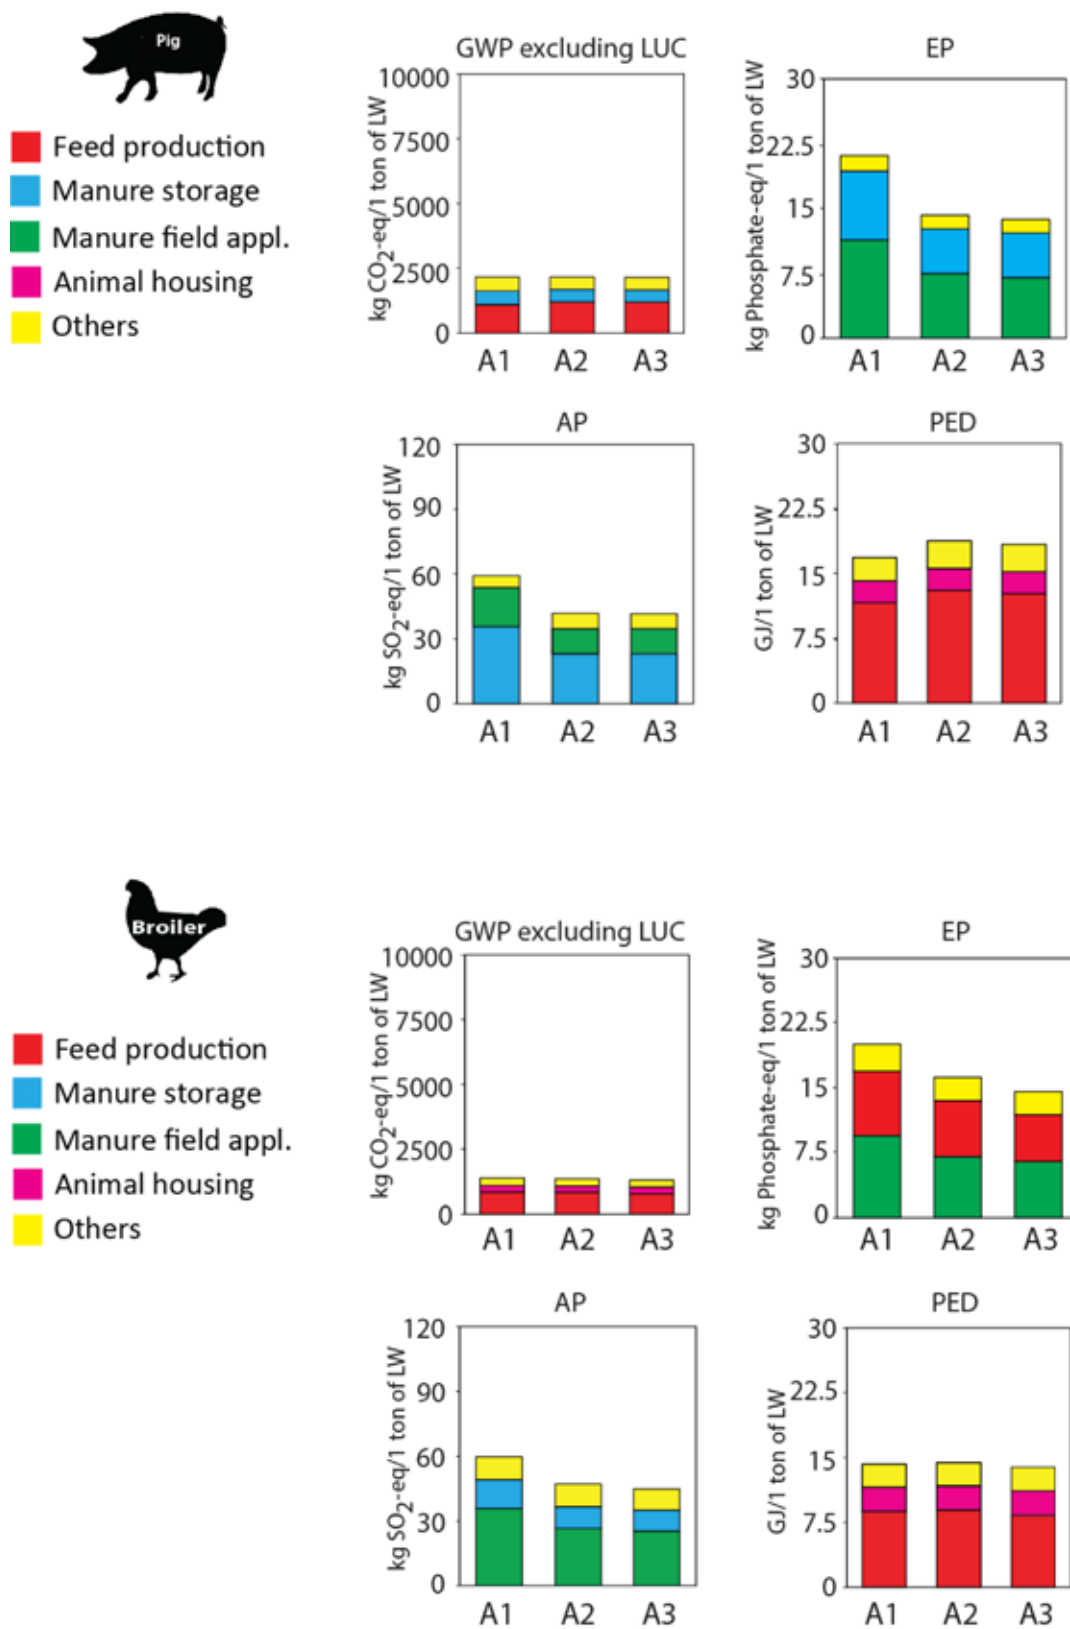 Pig
Feed production
Manure storage
Manure field appl.
Animal housing
Others
GWP excluding LUC
kg CO2-eq/1 ton of LW
10000
7500
5000
2500
0
A1 A2 A3
EP
kg Phosphate-eq/1 ton of LW
30
22.5
15
7.5
0
A1 A2 A3
AP
kg SO2-eq/1 ton of LW
120
90
60
30
0
A1 A2 A3
PED
GJ/1 ton of LW
30
22.5
15
7.5
0
A1 A2 A3
Broiler
Feed production
Manure storage
Manure field appl.
Animal housing
Others
GWP excluding LUC
kg CO2-eq/1 ton of LW
10000
7500
5000
2500
0
A1 A2 A3
EP
kg Phosphate-eq/1 ton of LW
30
22.5
15
7.5
0
A1 A2 A3
AP
kg SO2-eq/1 ton of LW
120
90
60
30
0
A1 A2 A3
PED
GJ/1 ton of LW
30
22.5
15
7.5
0
A1 A2 A3